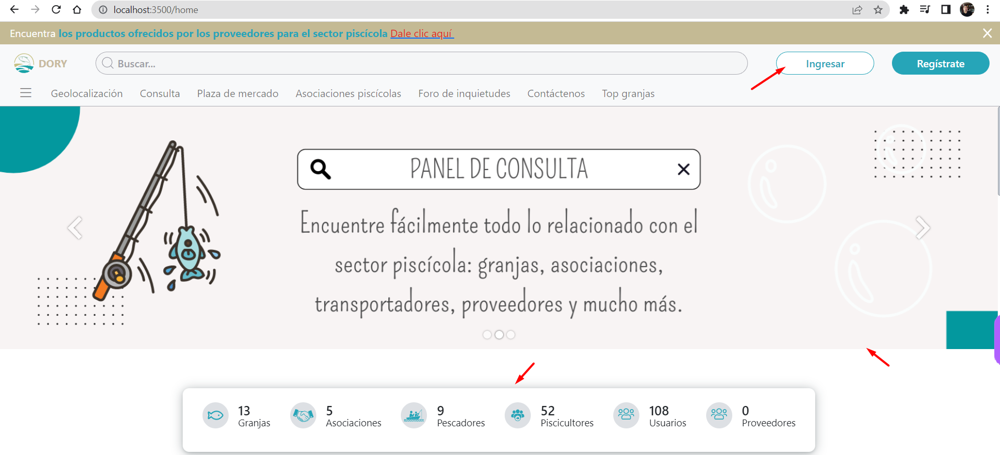 localhost:3500/home
Encuentra los productos ofrecidos por los proveedores para el sector piscícola Dale clic aquí
DORY
Buscar...
Ingresar
Regístrate
Geolocalización Consulta Plaza de mercado Asociaciones piscícolas Foro de inquietudes Contáctenos Top granjas
PANEL DE CONSULTA
Encuentre fácilmente todo lo relacionado con el
sector piscícola: granjas, asociaciones,
transportadores, proveedores y mucho más.
13
Granjas
5
Asociaciones
9
Pescadores
52
Piscicultores
108
Usuarios
0
Proveedores